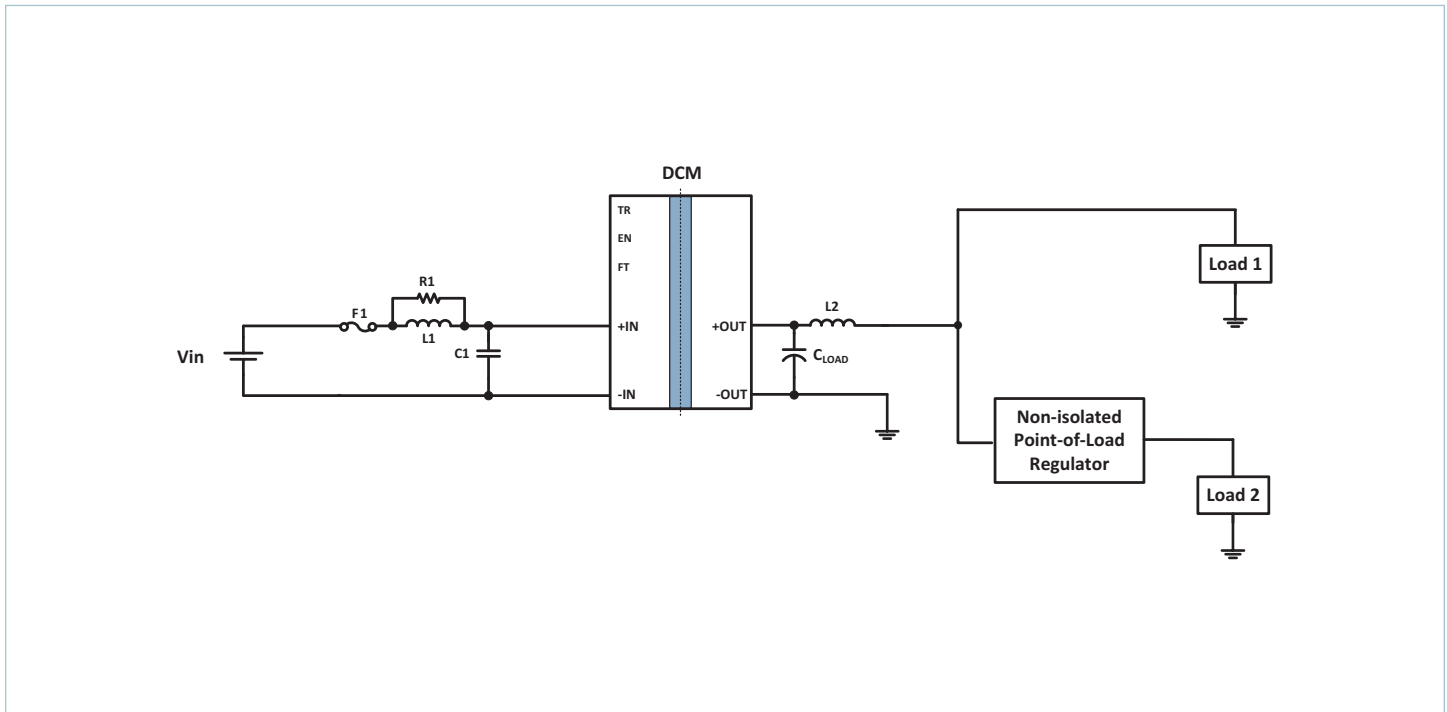 DCM
TR
EN
FT
+IN
-IN
+OUT
-OUT
Vin
F1
R1
L1
C1
L2
CLOAD
Load 1
Non-isolated
Point-of-Load
Regulator
Load 2